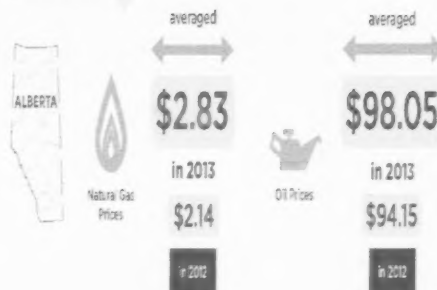 ALBERTA
Natural Gas
Prices
averaged
$2.83
in 2013
$2.14
in 2012
Oil Prices
averaged
$98.05
in 2013
$94.15
in 2012